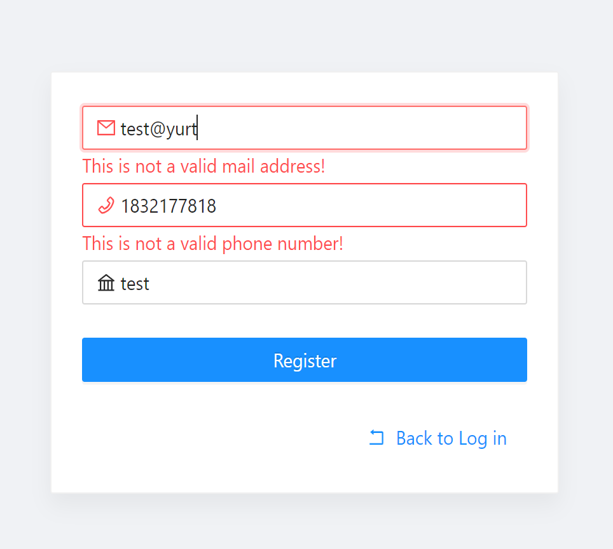 test@yurt
This is not a valid mail address!
1832177818
This is not a valid phone number!
test
Register
Back to Log in